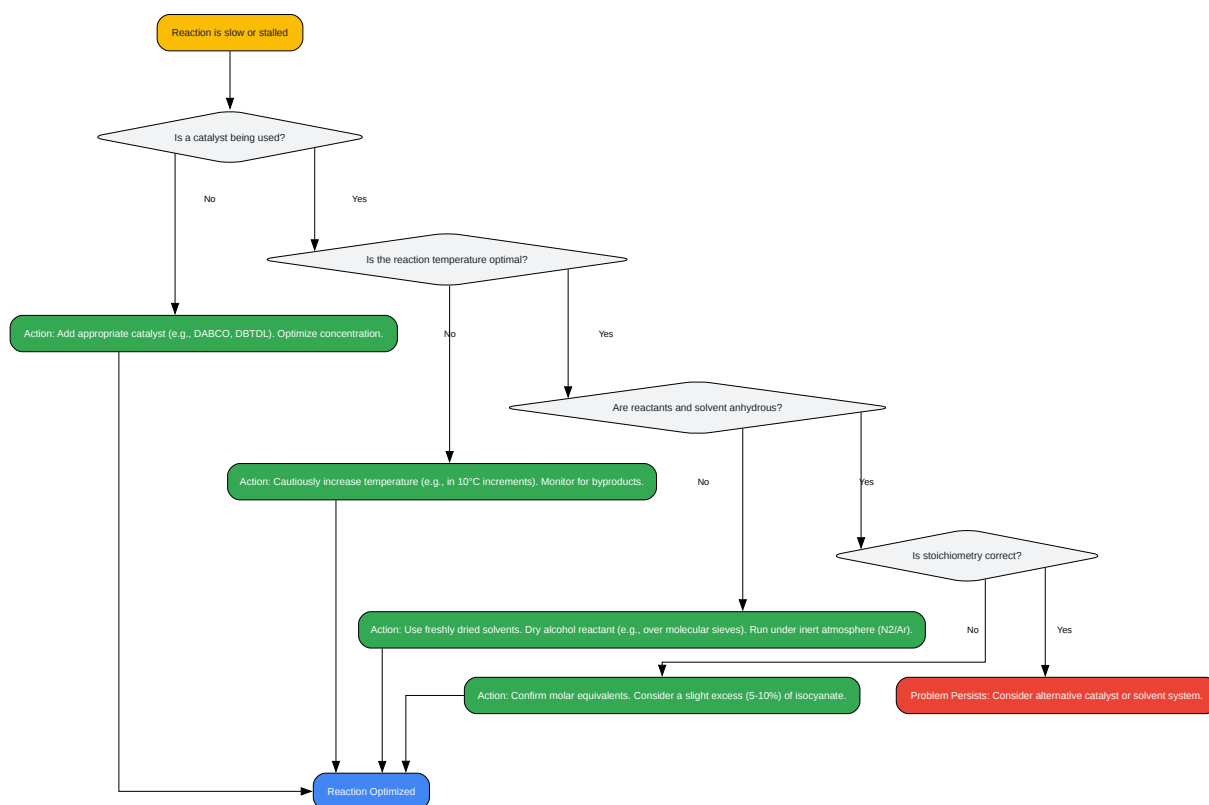 Reaction is slow or stalled
Is a catalyst being used?
No
Yes
Is the reaction temperature optimal?
Action: Add appropriate catalyst (e.g., DABCO, DBTDL). Optimize concentration.
No
Yes
Are reactants and solvent anhydrous?
Action: Cautiously increase temperature (e.g., in 10°C increments). Monitor for byproducts.
No
Yes
Is stoichiometry correct?
Action: Use freshly dried solvents. Dry alcohol reactant (e.g., over molecular sieves). Run under inert atmosphere (N2/Ar).
No
Yes
Action: Confirm molar equivalents. Consider a slight excess (5-10%) of isocyanate.
Problem Persists: Consider alternative catalyst or solvent system.
Reaction Optimized